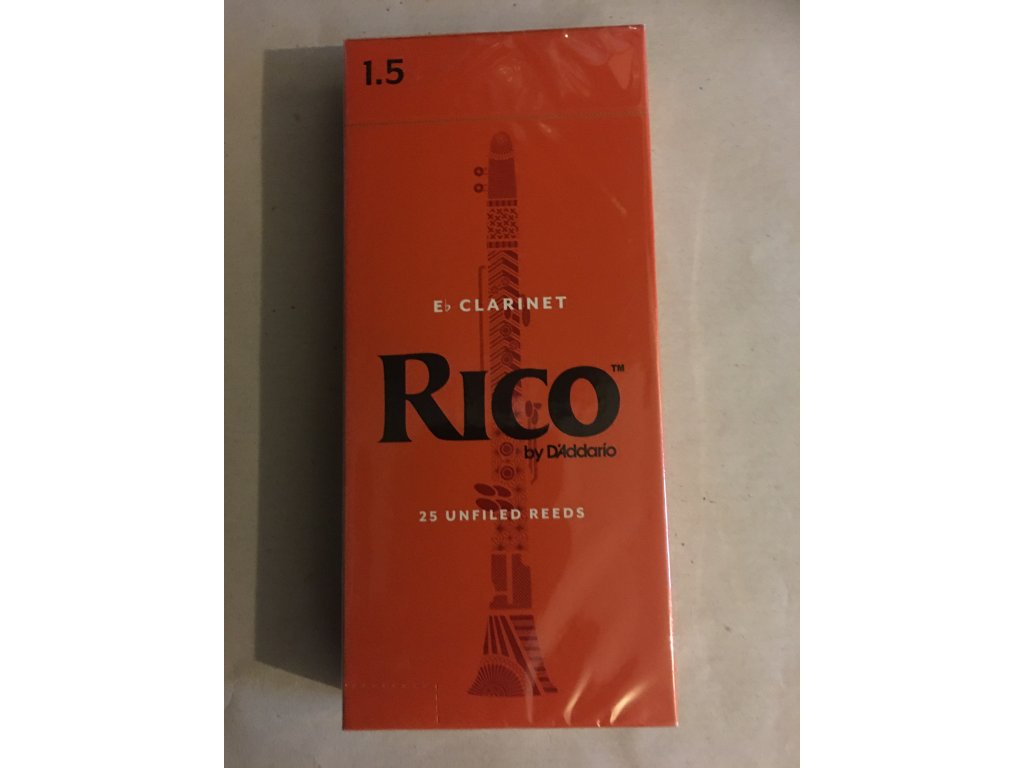 1.5
E♭ CLARINET
RICO™
by D'Addario
25 UNFILED REEDS